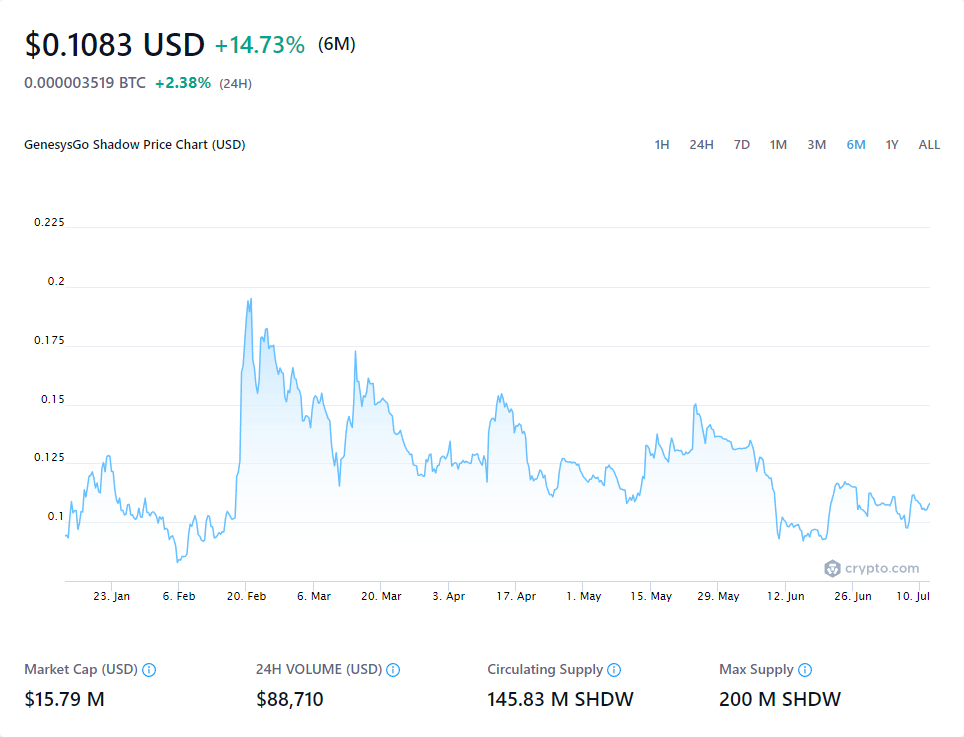 $0.1083 USD +14.73% (6M)
0.000003519 BTC +2.38% (24H)
GenesysGo Shadow Price Chart (USD) 1H 24H 7D 1M 3M 6M 1Y ALL
0.225
0.2
0.175
0.15
0.125
0.1
crypto.com
23. Jan 6. Feb 20. Feb 6. Mar 20. Mar 3. Apr 17. Apr 1. May 15. May 29. May 12. Jun 26. Jun 10. Jul
Market Cap (USD) 24H VOLUME (USD) Circulating Supply Max Supply
$15.79 M $88,710 145.83 M SHDW 200 M SHDW